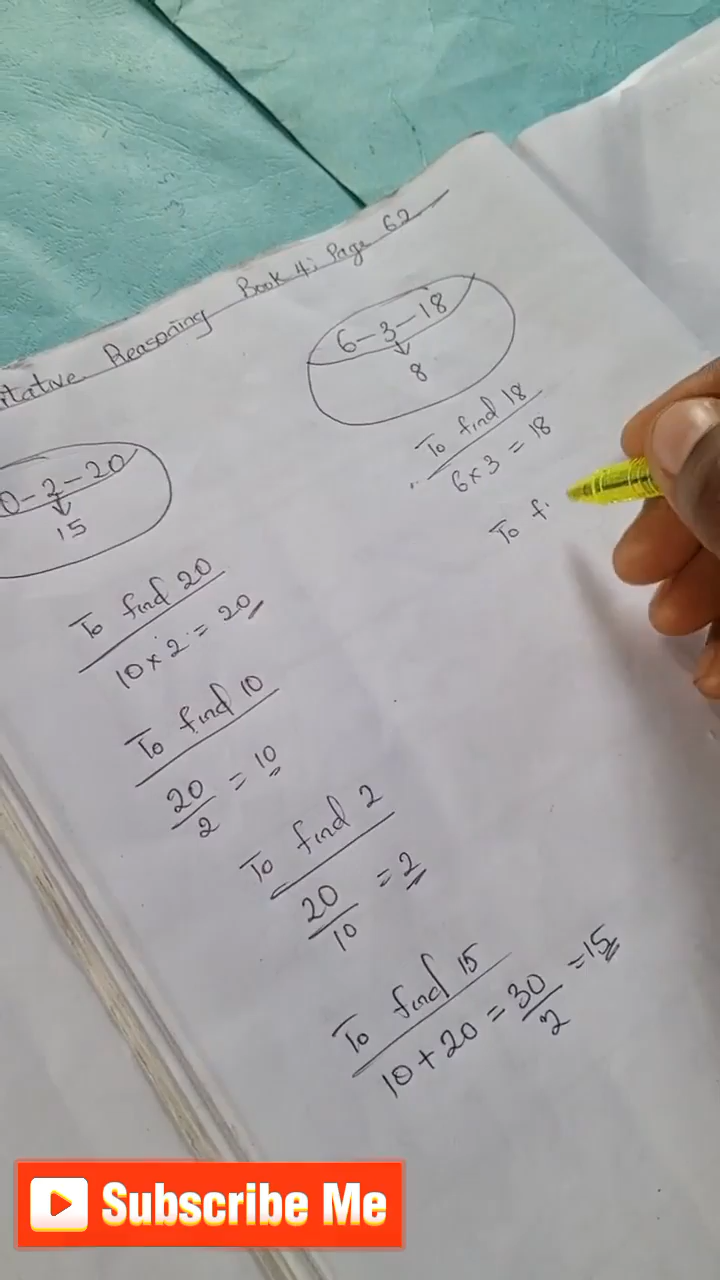 Reasoning Book 4; Page 62
0-2-20
15
To find 20
10 × 2 = 20
To find 10
20/2 = 10
To find 2
20/10 = 2
To find 15
10 + 20 = 30/2 = 15
6-3-18
8
To find 18
6 × 3 = 18
To f
Subscribe Me